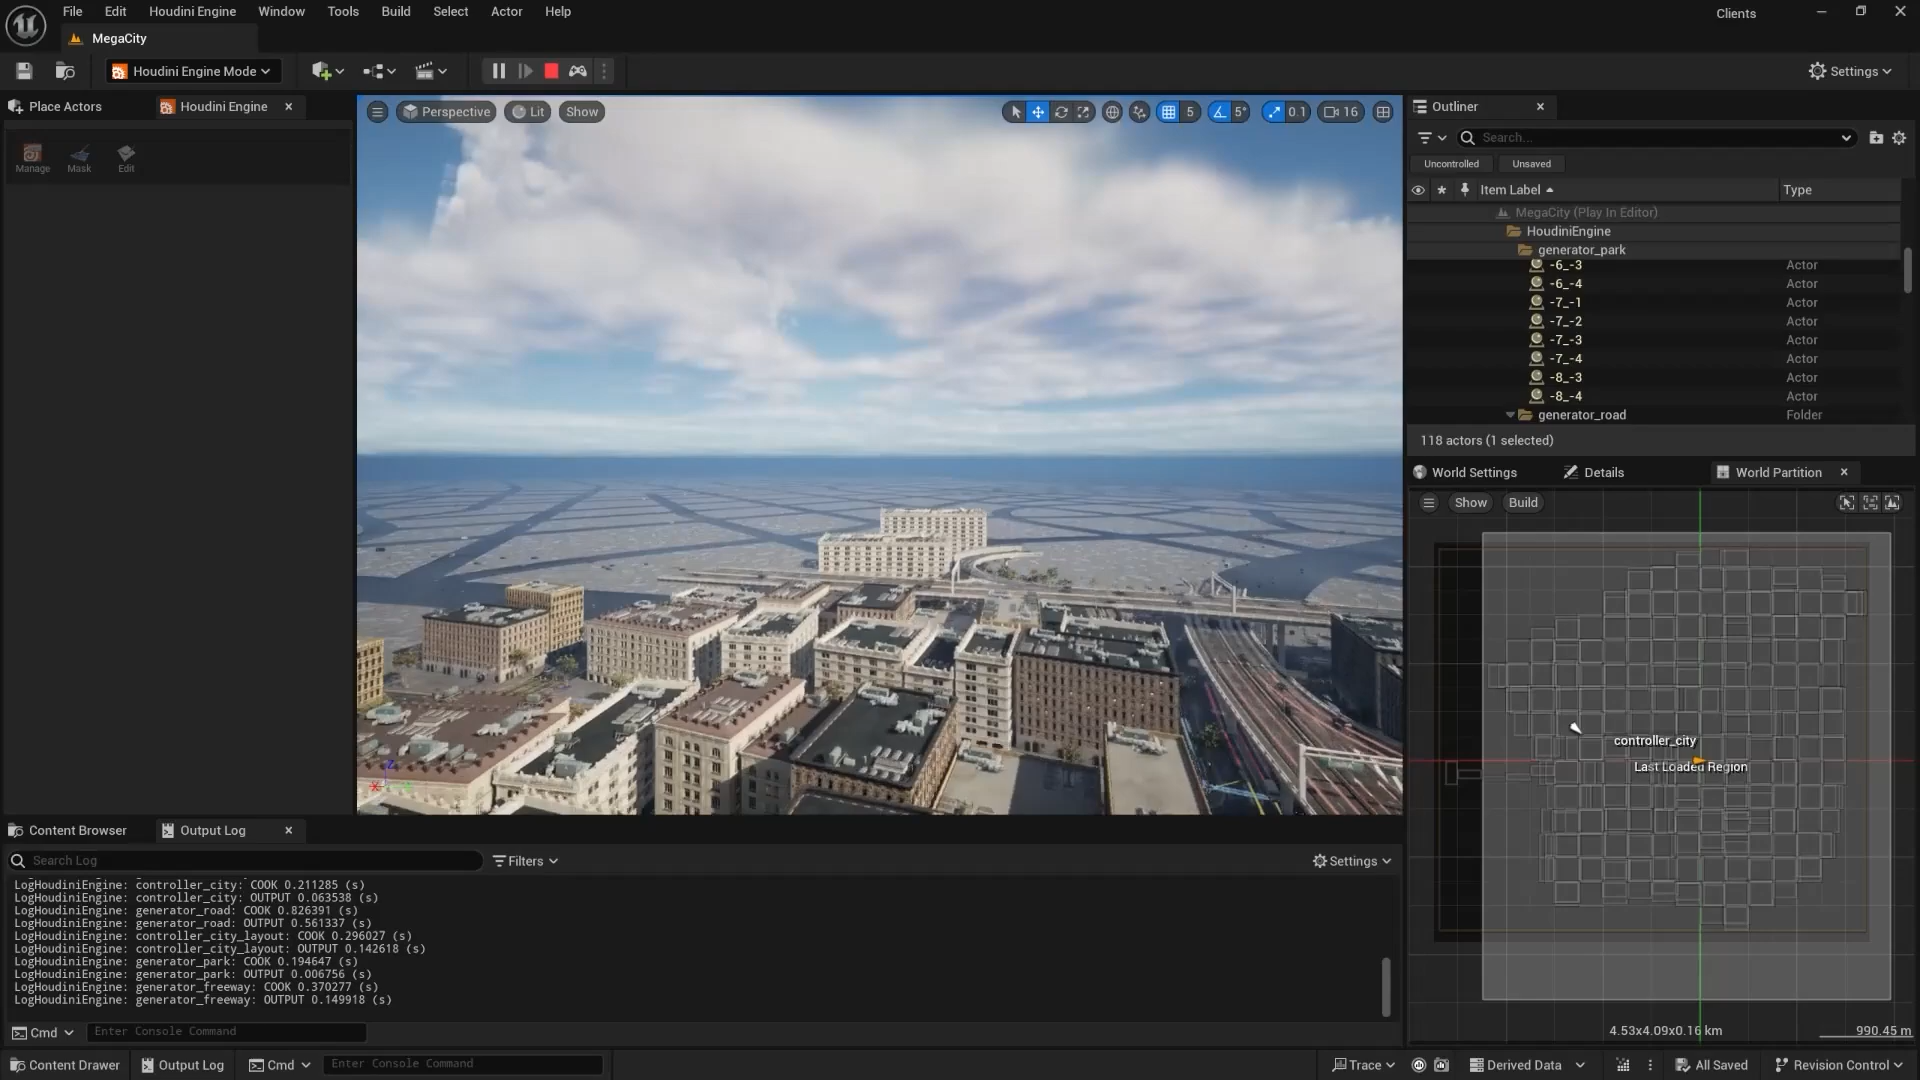 File Edit Houdini Engine Window Tools Build Select Actor Help
Clients
MegaCity
Houdini Engine Mode
Settings
Place Actors
Houdini Engine
Manage Mask Edit
Perspective Lit Show
5 5° 0.1 16
Outliner
Search...
Uncontrolled Unsaved
Item Label Type
MegaCity (Play In Editor)
HoudiniEngine
generator_park
-6_-3 Actor
-6_-4 Actor
-7_-1 Actor
-7_-2 Actor
-7_-3 Actor
-7_-4 Actor
-8_-3 Actor
-8_-4 Actor
generator_road Folder
118 actors (1 selected)
World Settings Details World Partition
Show Build
controller_city
Last Loaded Region
4.53x4.09x0.16 km
990.45 m
Z
Content Browser Output Log
Search Log
Filters
Settings
LogHoudiniEngine: controller_city: COOK 0.211285 (s)
LogHoudiniEngine: controller_city: OUTPUT 0.063538 (s)
LogHoudiniEngine: generator_road: COOK 0.826391 (s)
LogHoudiniEngine: generator_road: OUTPUT 0.561337 (s)
LogHoudiniEngine: controller_city_layout: COOK 0.296027 (s)
LogHoudiniEngine: controller_city_layout: OUTPUT 0.142618 (s)
LogHoudiniEngine: generator_park: COOK 0.194647 (s)
LogHoudiniEngine: generator_park: OUTPUT 0.006756 (s)
LogHoudiniEngine: generator_freeway: COOK 0.370277 (s)
LogHoudiniEngine: generator_freeway: OUTPUT 0.149918 (s)
Cmd Enter Console Command
Content Drawer Output Log Cmd Enter Console Command
Trace Derived Data All Saved Revision Control